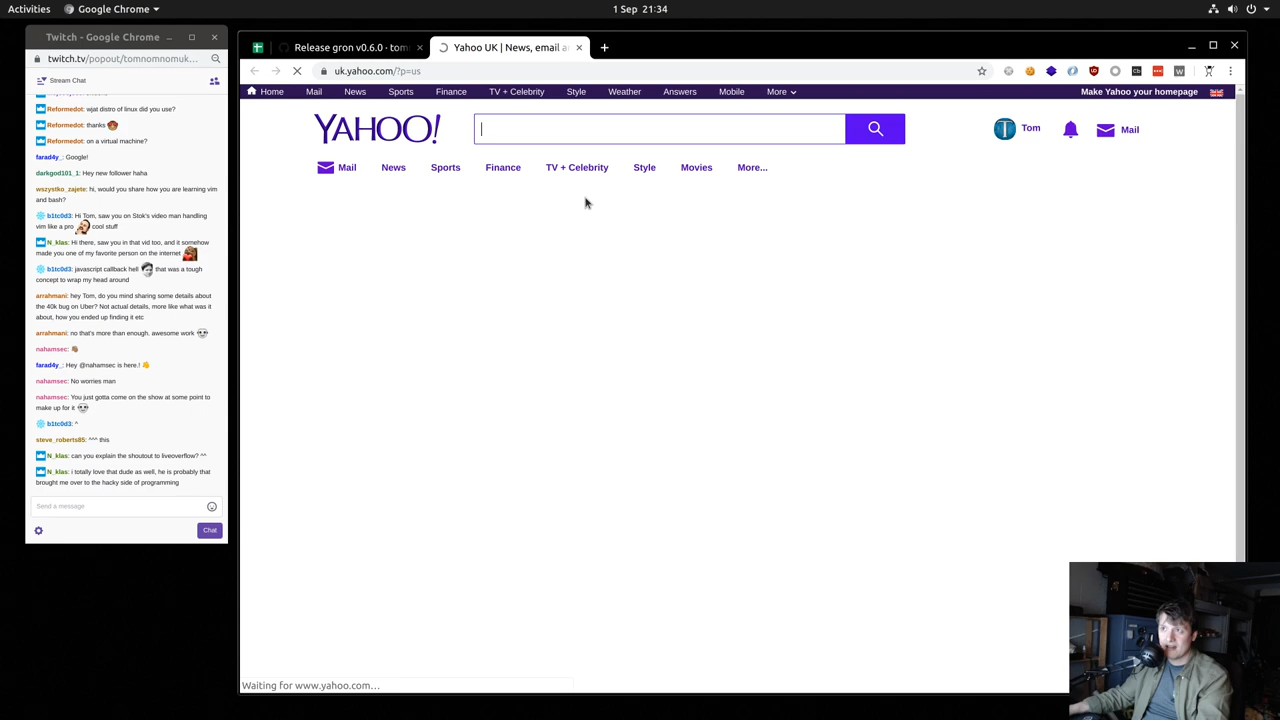 Activities
Google Chrome
1 Sep 21:34
Twitch - Google Chrome
twitch.tv/popout/tomnomnomuk...
Stream Chat
Reformedot: wjat distro of linux did you use?
Reformedot: thanks
Reformedot: on a virtual machine?
farad4y_: Google!
darkgod101_1: Hey new follower haha
wszystko_zajete: hi, would you share how you are learning vim
and bash?
b1tc0d3: Hi Tom, saw you on Stok's video man handling
vim like a pro cool stuff
N_klas: Hi there, saw you in that vid too, and it somehow
made you one of my favorite person on the internet
b1tc0d3: javascript callback hell that was a tough
concept to wrap my head around
arrahmani: hey Tom, do you mind sharing some details about
the 40k bug on Uber? Not actual details, more like what was it
about, how you ended up finding it etc
arrahmani: no that's more than enough, awesome work
nahamsec:
farad4y_: Hey @nahamsec is here.!
nahamsec: No worries man
nahamsec: You just gotta come on the show at some point to
make up for it
b1tc0d3: ^
steve_roberts85: ^^^ this
N_klas: can you explain the shoutout to liveoverflow? ^^
N_klas: i totally love that dude as well, he is probably that
brought me over to the hacky side of programming
Send a message
Chat
Release gron v0.6.0 · tom
Yahoo UK | News, email a
uk.yahoo.com/?p=us
Home Mail News Sports Finance TV + Celebrity Style Weather Answers Mobile More
Make Yahoo your homepage
YAHOO!
Tom
Mail
Mail News Sports Finance TV + Celebrity Style Movies More...
Waiting for www.yahoo.com...